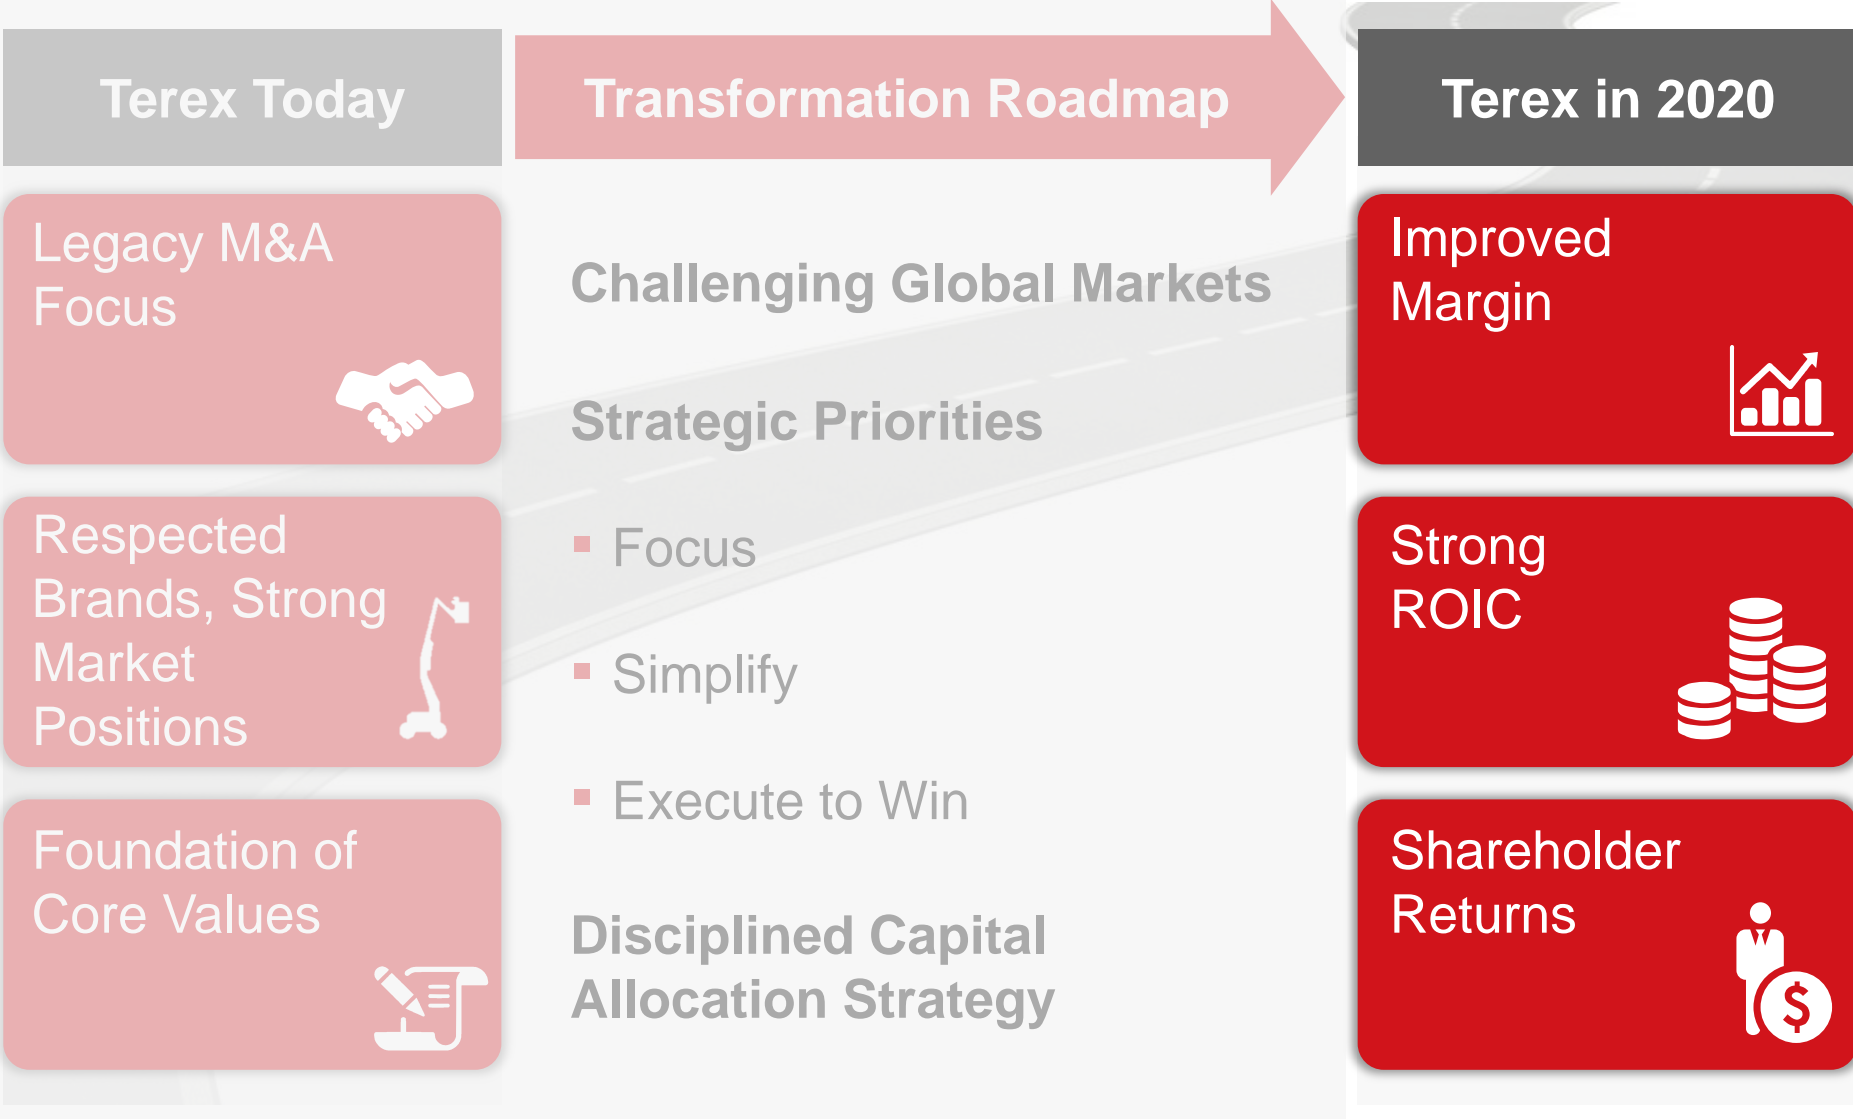 Terex Today
Transformation Roadmap
Terex in 2020
Legacy M&A
Focus
Respected
Brands, Strong
Market
Positions
Foundation of
Core Values
Challenging Global Markets
Strategic Priorities
▪ Focus
▪ Simplify
▪ Execute to Win
Disciplined Capital
Allocation Strategy
Improved
Margin
Strong
ROIC
Shareholder
Returns
$